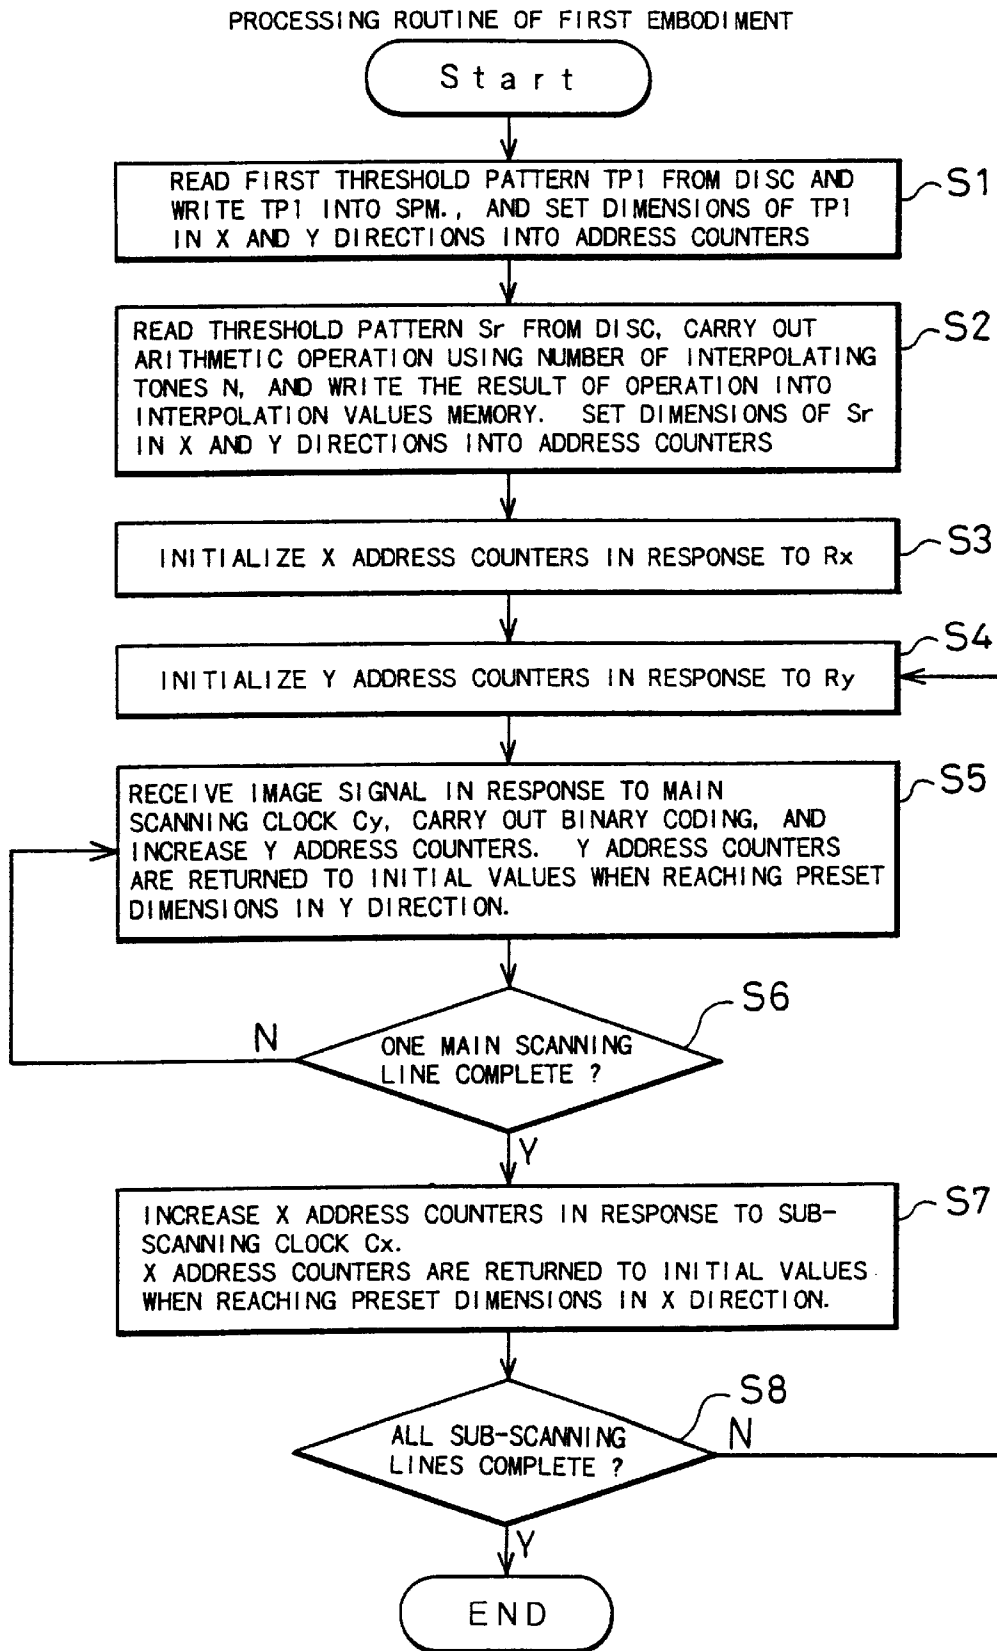 PROCESSING ROUTINE OF FIRST EMBODIMENT
Start
READ FIRST THRESHOLD PATTERN TP1 FROM DISC AND
WRITE TP1 INTO SPM., AND SET DIMENSIONS OF TP1
IN X AND Y DIRECTIONS INTO ADDRESS COUNTERS
S1
READ THRESHOLD PATTERN Sr FROM DISC, CARRY OUT
ARITHMETIC OPERATION USING NUMBER OF INTERPOLATING
TONES N, AND WRITE THE RESULT OF OPERATION INTO
INTERPOLATION VALUES MEMORY. SET DIMENSIONS OF Sr
IN X AND Y DIRECTIONS INTO ADDRESS COUNTERS
S2
INITIALIZE X ADDRESS COUNTERS IN RESPONSE TO Rx
S3
INITIALIZE Y ADDRESS COUNTERS IN RESPONSE TO Ry
S4
RECEIVE IMAGE SIGNAL IN RESPONSE TO MAIN
SCANNING CLOCK Cy, CARRY OUT BINARY CODING, AND
INCREASE Y ADDRESS COUNTERS. Y ADDRESS COUNTERS
ARE RETURNED TO INITIAL VALUES WHEN REACHING PRESET
DIMENSIONS IN Y DIRECTION.
S5
ONE MAIN SCANNING
LINE COMPLETE ?
S6
N
Y
INCREASE X ADDRESS COUNTERS IN RESPONSE TO SUB-
SCANNING CLOCK Cx.
X ADDRESS COUNTERS ARE RETURNED TO INITIAL VALUES
WHEN REACHING PRESET DIMENSIONS IN X DIRECTION.
S7
ALL SUB-SCANNING
LINES COMPLETE ?
S8
N
Y
END